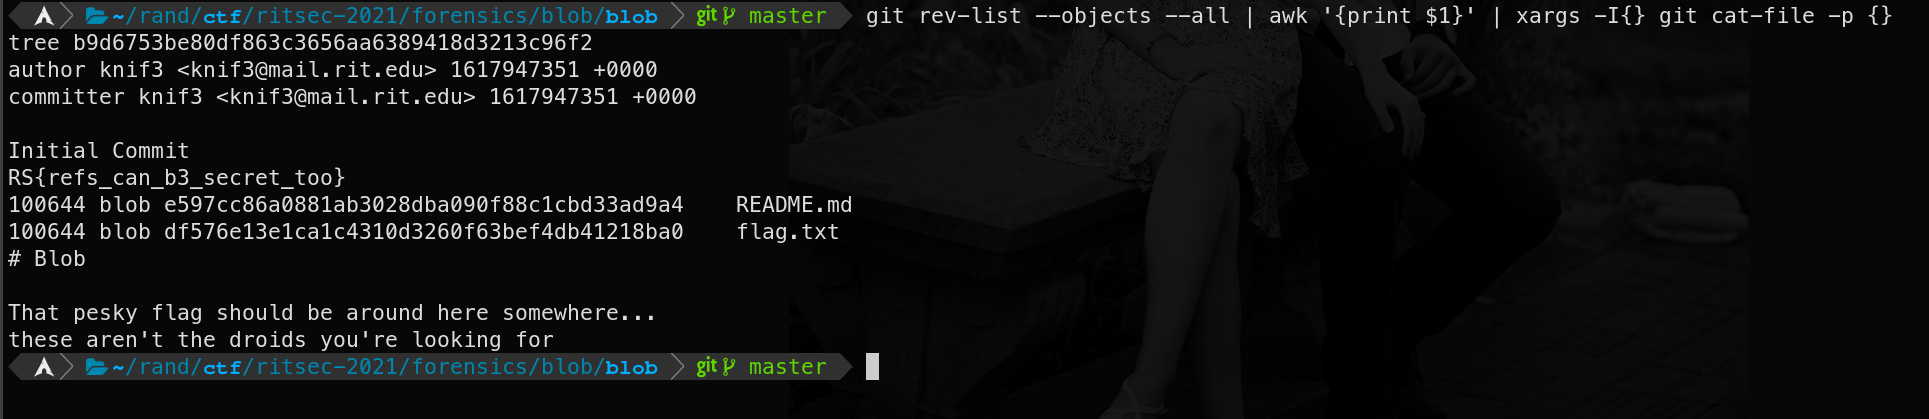 ~/rand/ctf/ritsec-2021/forensics/blob/blob git master git rev-list --objects --all | awk '{print $1}' | xargs -I{} git cat-file -p {}
tree b9d6753be80df863c3656aa6389418d3213c96f2
author knif3 <knif3@mail.rit.edu> 1617947351 +0000
committer knif3 <knif3@mail.rit.edu> 1617947351 +0000
Initial Commit
RS{refs_can_b3_secret_too}
100644 blob e597cc86a0881ab3028dba090f88c1cbd33ad9a4    README.md
100644 blob df576e13e1ca1c4310d3260f63bef4db41218ba0    flag.txt
# Blob
That pesky flag should be around here somewhere...
these aren't the droids you're looking for
~/rand/ctf/ritsec-2021/forensics/blob/blob git master